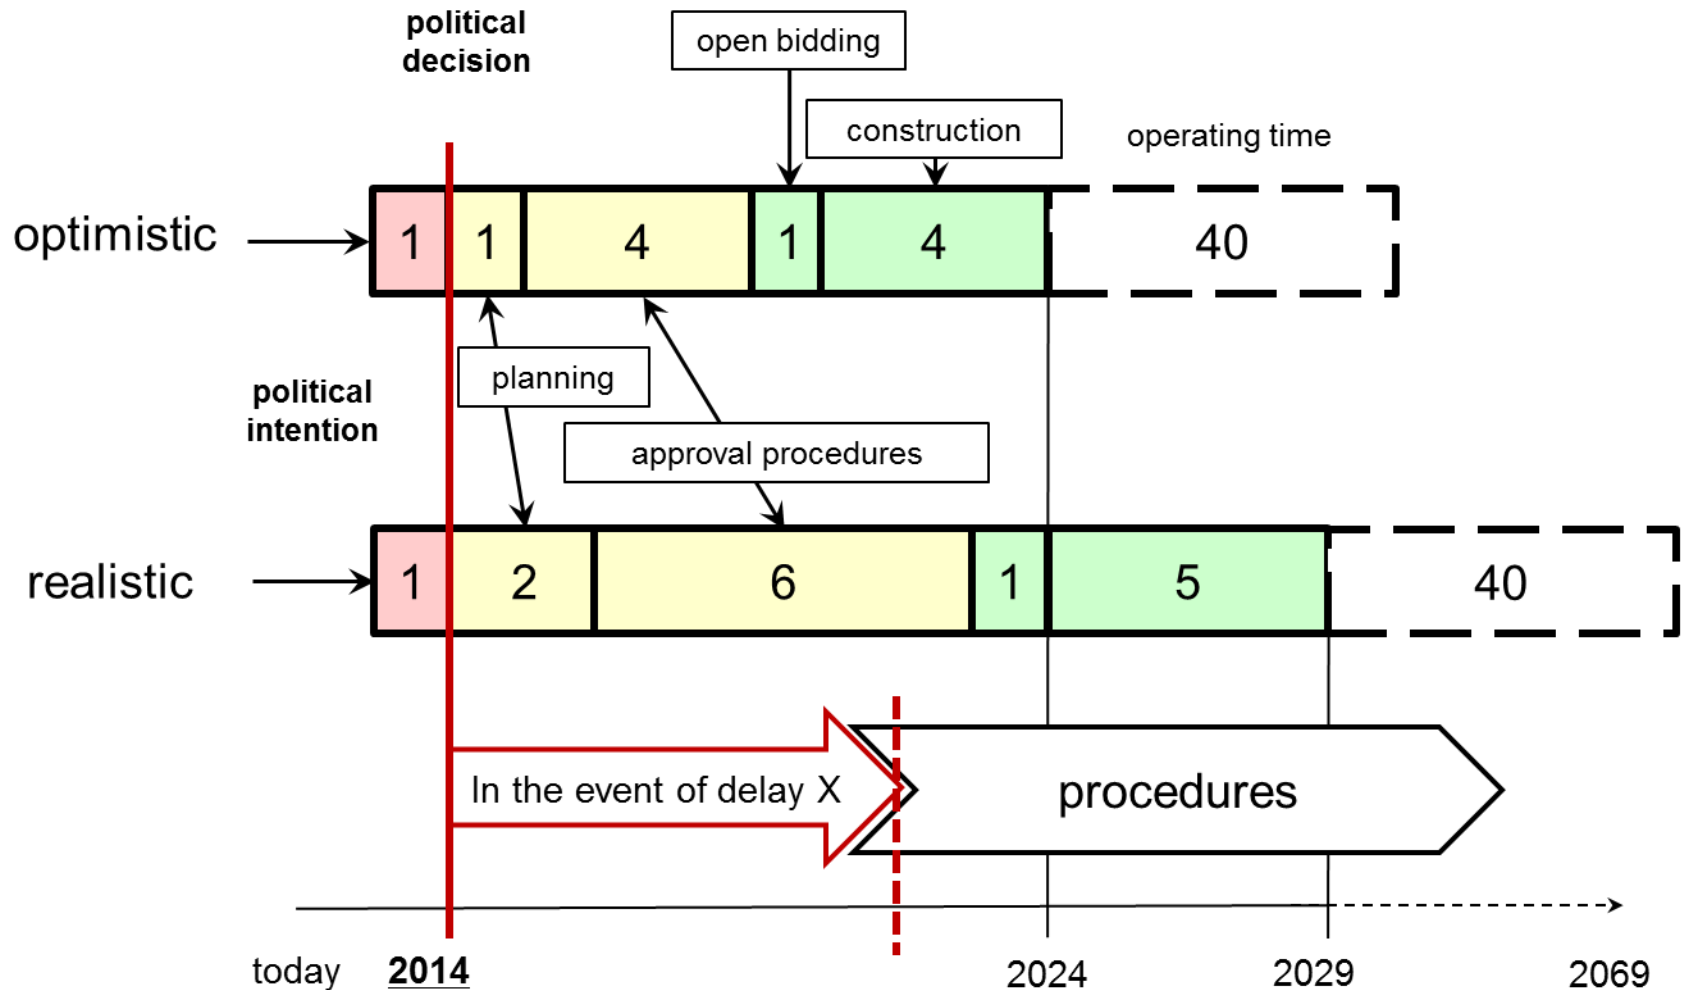 political
decision
open bidding
construction
operating time
optimistic
1 1 4 1 4 40
planning
political
intention
approval procedures
realistic
1 2 6 1 5 40
In the event of delay X
procedures
today 2014 2024 2029 2069